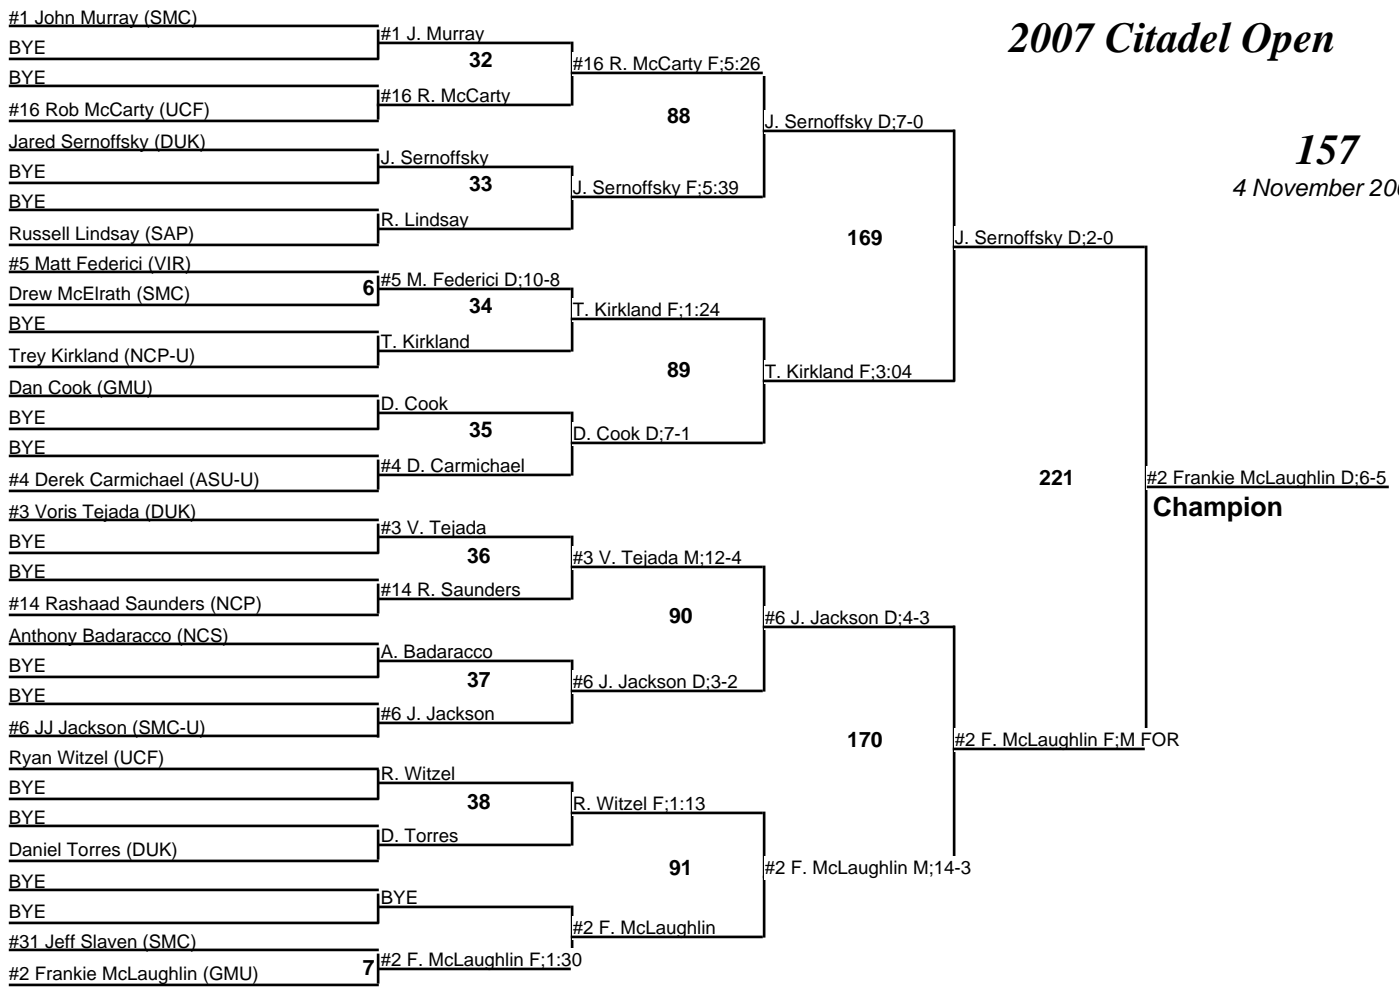 2007 Citadel Open
157
4 November 200
#1 John Murray (SMC)
BYE
BYE
#16 Rob McCarty (UCF)
Jared Sernoffsky (DUK)
BYE
BYE
Russell Lindsay (SAP)
#5 Matt Federici (VIR)
Drew McElrath (SMC)
6
BYE
Trey Kirkland (NCP-U)
Dan Cook (GMU)
BYE
BYE
#4 Derek Carmichael (ASU-U)
#3 Voris Tejada (DUK)
BYE
BYE
#14 Rashaad Saunders (NCP)
Anthony Badaracco (NCS)
BYE
BYE
#6 JJ Jackson (SMC-U)
Ryan Witzel (UCF)
BYE
BYE
Daniel Torres (DUK)
BYE
BYE
#31 Jeff Slaven (SMC)
7
#2 Frankie McLaughlin (GMU)
#1 J. Murray
32
#16 R. McCarty
J. Sernoffsky
33
R. Lindsay
#5 M. Federici D;10-8
34
T. Kirkland
D. Cook
35
#4 D. Carmichael
#3 V. Tejada
36
#14 R. Saunders
A. Badaracco
37
#6 J. Jackson
R. Witzel
38
D. Torres
BYE
#2 F. McLaughlin F;1:30
#16 R. McCarty F;5:26
88
J. Sernoffsky F;5:39
T. Kirkland F;1:24
89
D. Cook D;7-1
#3 V. Tejada M;12-4
90
#6 J. Jackson D;3-2
R. Witzel F;1:13
91
#2 F. McLaughlin
J. Sernoffsky D;7-0
169
T. Kirkland F;3:04
#6 J. Jackson D;4-3
170
#2 F. McLaughlin M;14-3
J. Sernoffsky D;2-0
221
#2 F. McLaughlin F;M FOR
#2 Frankie McLaughlin D;6-5
Champion